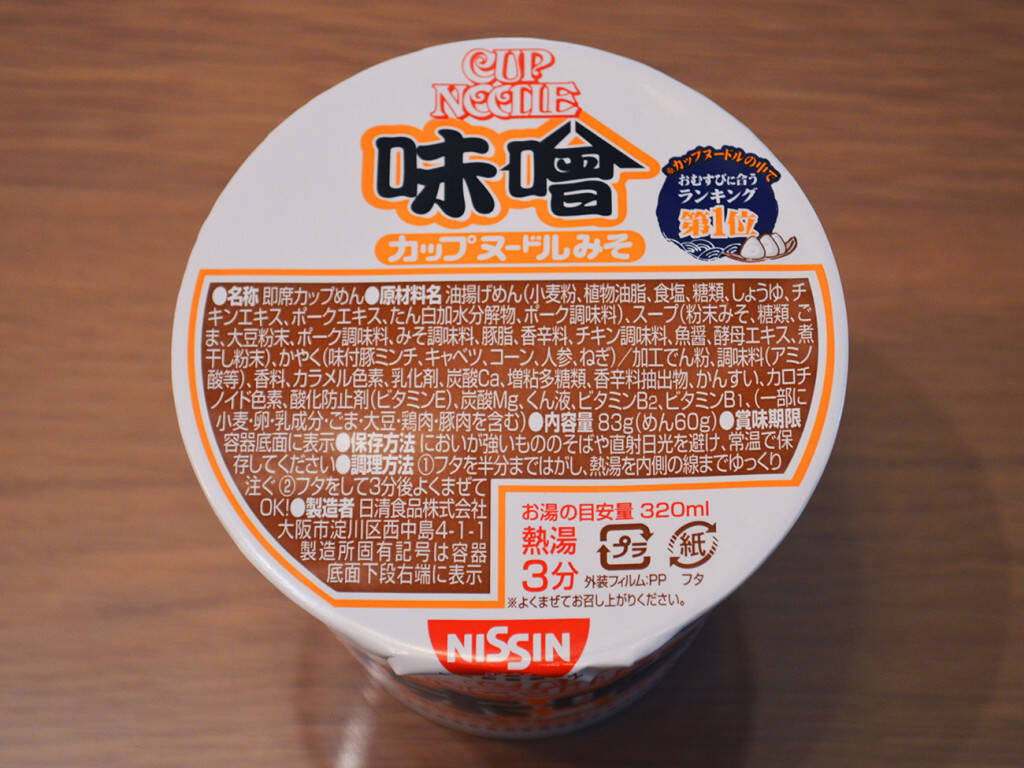 CUP
NOODLE
味噌
カップヌードルみそ
※カップヌードルの中で
おむすびに合う
ランキング
第1位
●名称 即席カップめん●原材料名 油揚げめん(小麦粉、植物油脂、食塩、糖類、しょうゆ、チ
キンエキス、ポークエキス、たん白加水分解物、ポーク調味料)、スープ(粉末みそ、糖類、ご
ま、大豆粉末、ポーク調味料、みそ調味料、豚脂、香辛料、チキン調味料、魚醤、酵母エキス、煮
干し粉末)、かやく(味付豚ミンチ、キャベツ、コーン、人参、ねぎ)/加工でん粉、調味料(アミノ
酸等)、香料、カラメル色素、乳化剤、炭酸Ca、増粘多糖類、香辛料抽出物、かんすい、カロチ
ノイド色素、酸化防止剤(ビタミンE)、炭酸Mg、くん液、ビタミンB2、ビタミンB1、(一部に
小麦・卵・乳成分・ごま・大豆・鶏肉・豚肉を含む)●内容量 83g(めん60g)●賞味期限
容器底面に表示●保存方法 においが強いもののそばや直射日光を避け、常温で保
存してください●調理方法 ①フタを半分まではがし、熱湯を内側の線までゆっくり
注ぐ ②フタをして3分後よくまぜて
OK!●製造者 日清食品株式会社
大阪市淀川区西中島4-1-1
製造所固有記号は容器
底面下段右端に表示
お湯の目安量 320ml
熱湯
3分
プラ
紙
外装フィルム:PP フタ
※よくまぜてお召し上がりください。
NISSIN